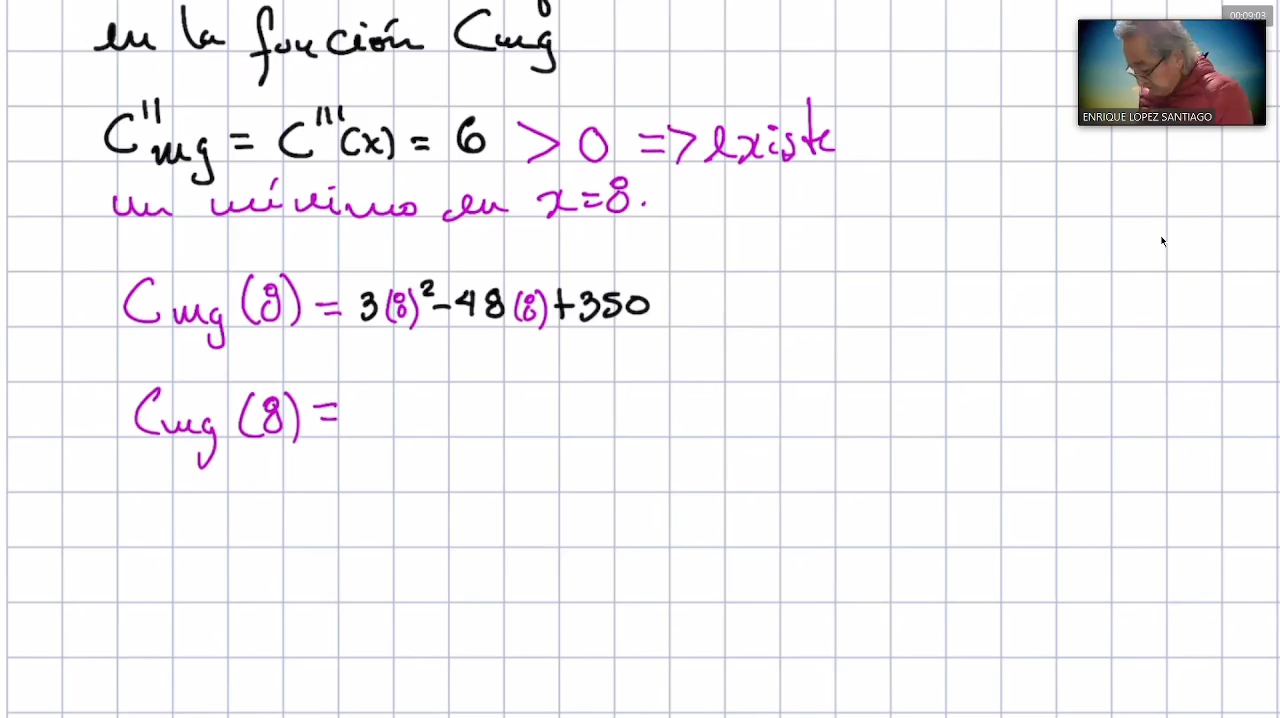 00:09:03
en la función Cmg
ENRIQUE LOPEZ SANTIAGO
C''mg = C'''(x) = 6 > 0 => existe
un mínimo en x=8.
Cmg (8) = 3(8)²-48(8)+350
Cmg (8) =